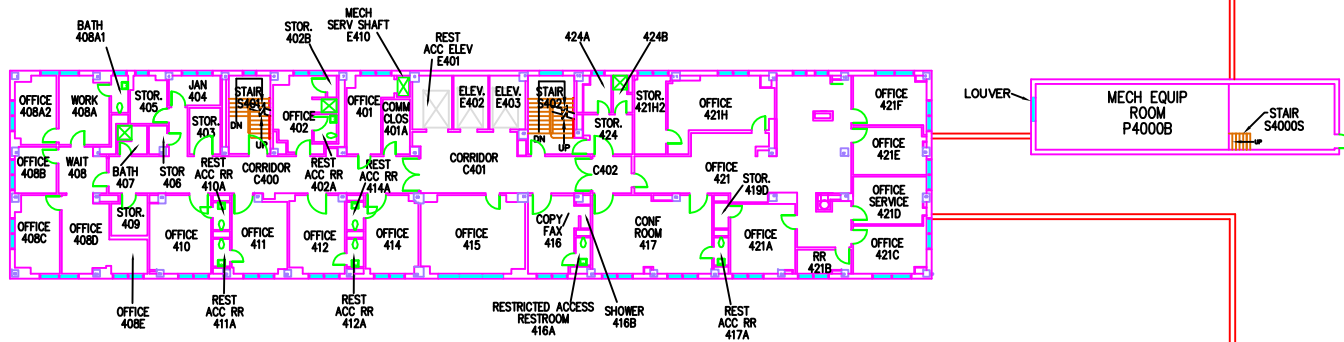 BATH
408A1
STOR.
402B
MECH
SERV SHAFT
E410
REST
ACC ELEV
E401
424A
424B
OFFICE
408A2
WORK
408A
STOR.
405
JAN
404
STAIR
S401
DN
UP
STOR.
403
OFFICE
402
OFFICE
401
COMM
CLOS
401A
ELEV.
E402
ELEV.
E403
STAIR
S402
DN
UP
STOR.
424
STOR.
421H2
OFFICE
421H
OFFICE
421F
LOUVER
MECH EQUIP
ROOM
P4000B
STAIR
S4000S
UP
OFFICE
408B
WAIT
408
BATH
407
STOR
406
REST
ACC RR
410A
CORRIDOR
C400
REST
ACC RR
402A
REST
ACC RR
414A
CORRIDOR
C401
C402
OFFICE
421
STOR.
419D
OFFICE
421E
OFFICE
SERVICE
421D
OFFICE
408C
OFFICE
408D
STOR.
409
OFFICE
410
OFFICE
411
OFFICE
412
OFFICE
414
OFFICE
415
COPY/
FAX
416
CONF
ROOM
417
OFFICE
421A
RR
421B
OFFICE
421C
OFFICE
408E
REST
ACC RR
411A
REST
ACC RR
412A
RESTRICTED ACCESS
RESTROOM
416A
SHOWER
416B
REST
ACC RR
417A